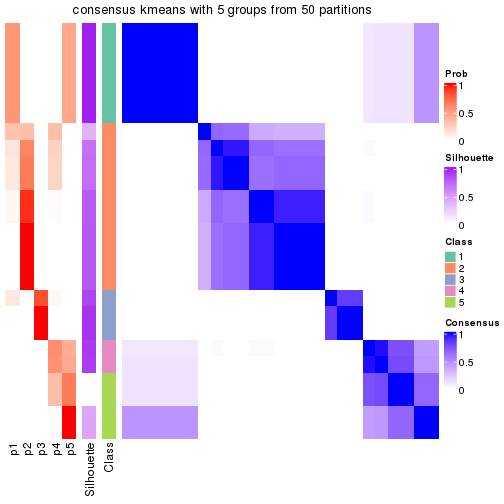 consensus kmeans with 5 groups from 50 partitions
Prob
1
0.5
0
Silhouette
1
0.5
0
Class
1
2
3
4
5
Consensus
1
0.5
0
p1
p2
p3
p4
p5
Silhouette
Class